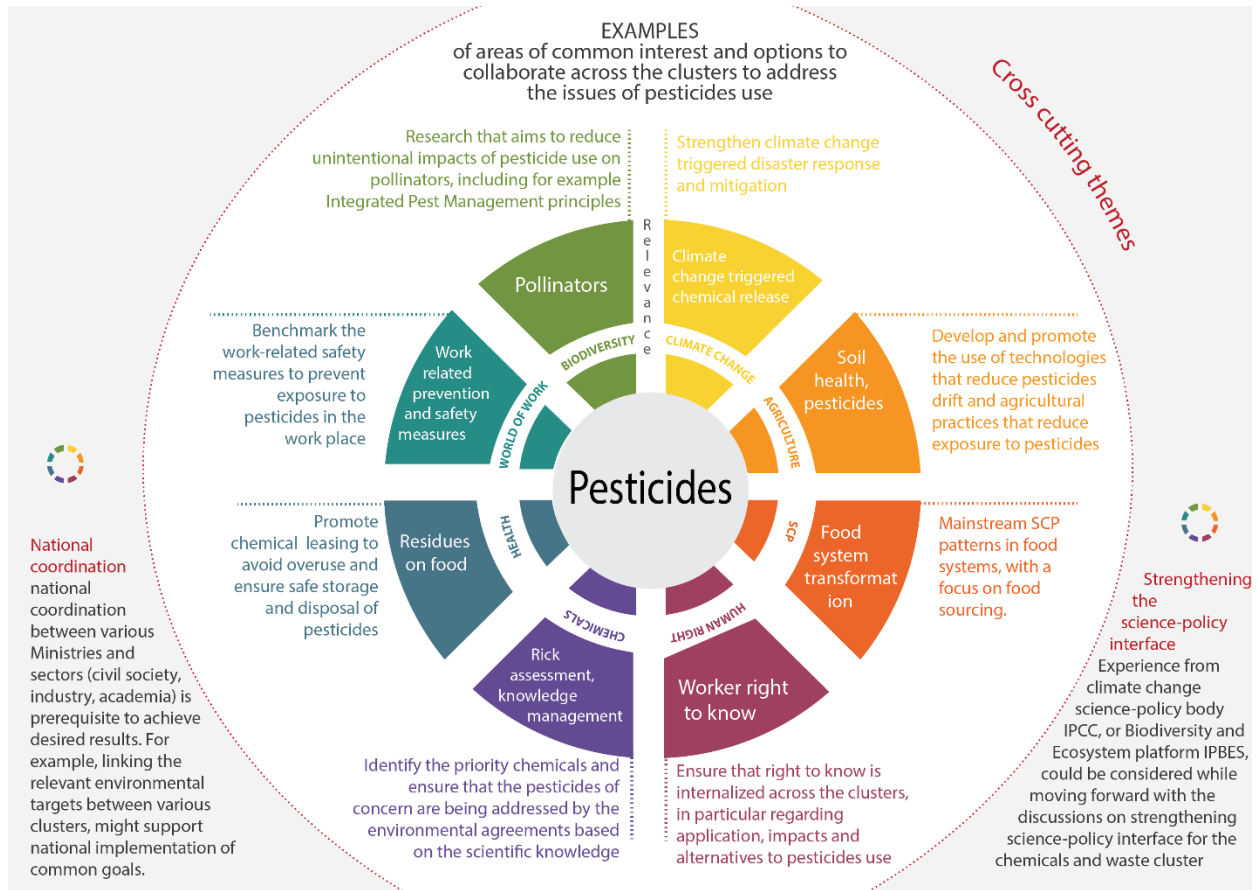 EXAMPLES
of areas of common interest and options to
collaborate across the clusters to address
the issues of pesticides use
Cross cutting themes
Research that aims to reduce
unintentional impacts of pesticide use on
pollinators, including for example
Integrated Pest Management principles
Strengthen climate change
triggered disaster response
and mitigation
Relevance
Pollinators
BIODIVERSITY
Climate
change triggered
chemical release
CLIMATE CHANGE
Benchmark the
work-related safety
measures to prevent
exposure to
pesticides in the
work place
Work
related
prevention
and safety
measures
WORLD OF WORK
Soil
health,
pesticides
AGRICULTURE
Develop and promote
the use of technologies
that reduce pesticides
drift and agricultural
practices that reduce
exposure to pesticides
Pesticides
Promote
chemical leasing to
avoid overuse and
ensure safe storage
and disposal of
pesticides
Residues
on food
HEALTH
Food
system
transformat
ion
SCP
Mainstream SCP
patterns in food
systems, with a
focus on food
sourcing.
Rick
assessment,
knowledge
management
CHEMICALS
Worker right
to know
HUMAN RIGHT
Identify the priority chemicals and
ensure that the pesticides of
concern are being addressed by the
environmental agreements based
on the scientific knowledge
Ensure that right to know is
internalized across the clusters,
in particular regarding
application, impacts and
alternatives to pesticides use
National
coordination
national
coordination
between various
Ministries and
sectors (civil society,
industry, academia) is
prerequisite to achieve
desired results. For
example, linking the
relevant environmental
targets between various
clusters, might support
national implementation of
common goals.
Strengthening
the
science-policy
interface
Experience from
climate change
science-policy body
IPCC, or Biodiversity and
Ecosystem platform IPBES,
could be considered while
moving forward with the
discussions on strengthening
science-policy interface for the
chemicals and waste cluster